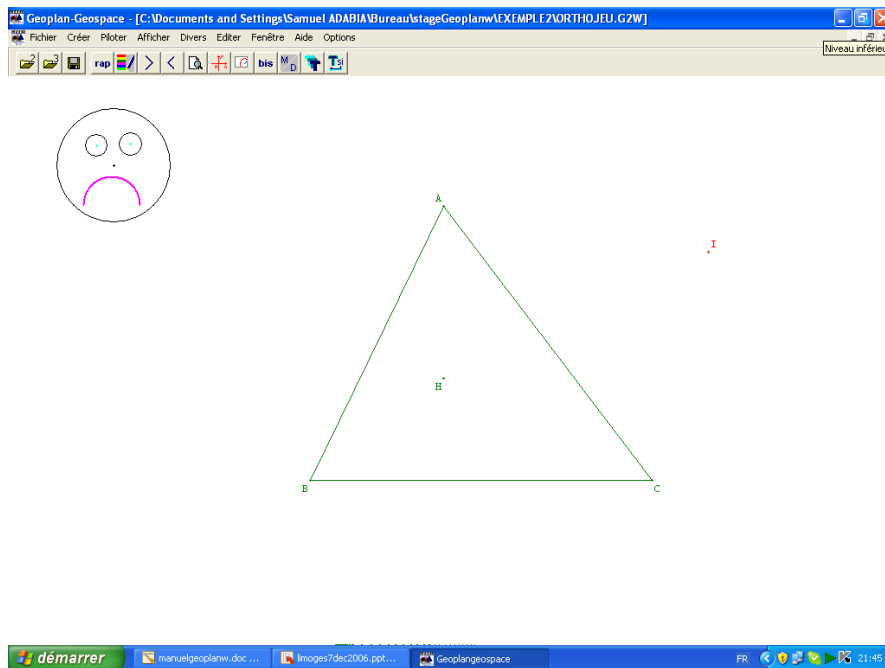 Geoplan-Geospace - [C:\Documents and Settings\Samuel ADABIA\Bureau\stageGeoplanw\EXEMPLE2\ORTHOJEU.G2W]
Fichier Créer Piloter Afficher Divers Editer Fenêtre Aide Options
Niveau inférieu
rap bis M D Tsi
A
I
H
B
C
démarrer manuelgeoplanw.doc ... limoges7dec2006.ppt... Geoplangeospace FR 21:45